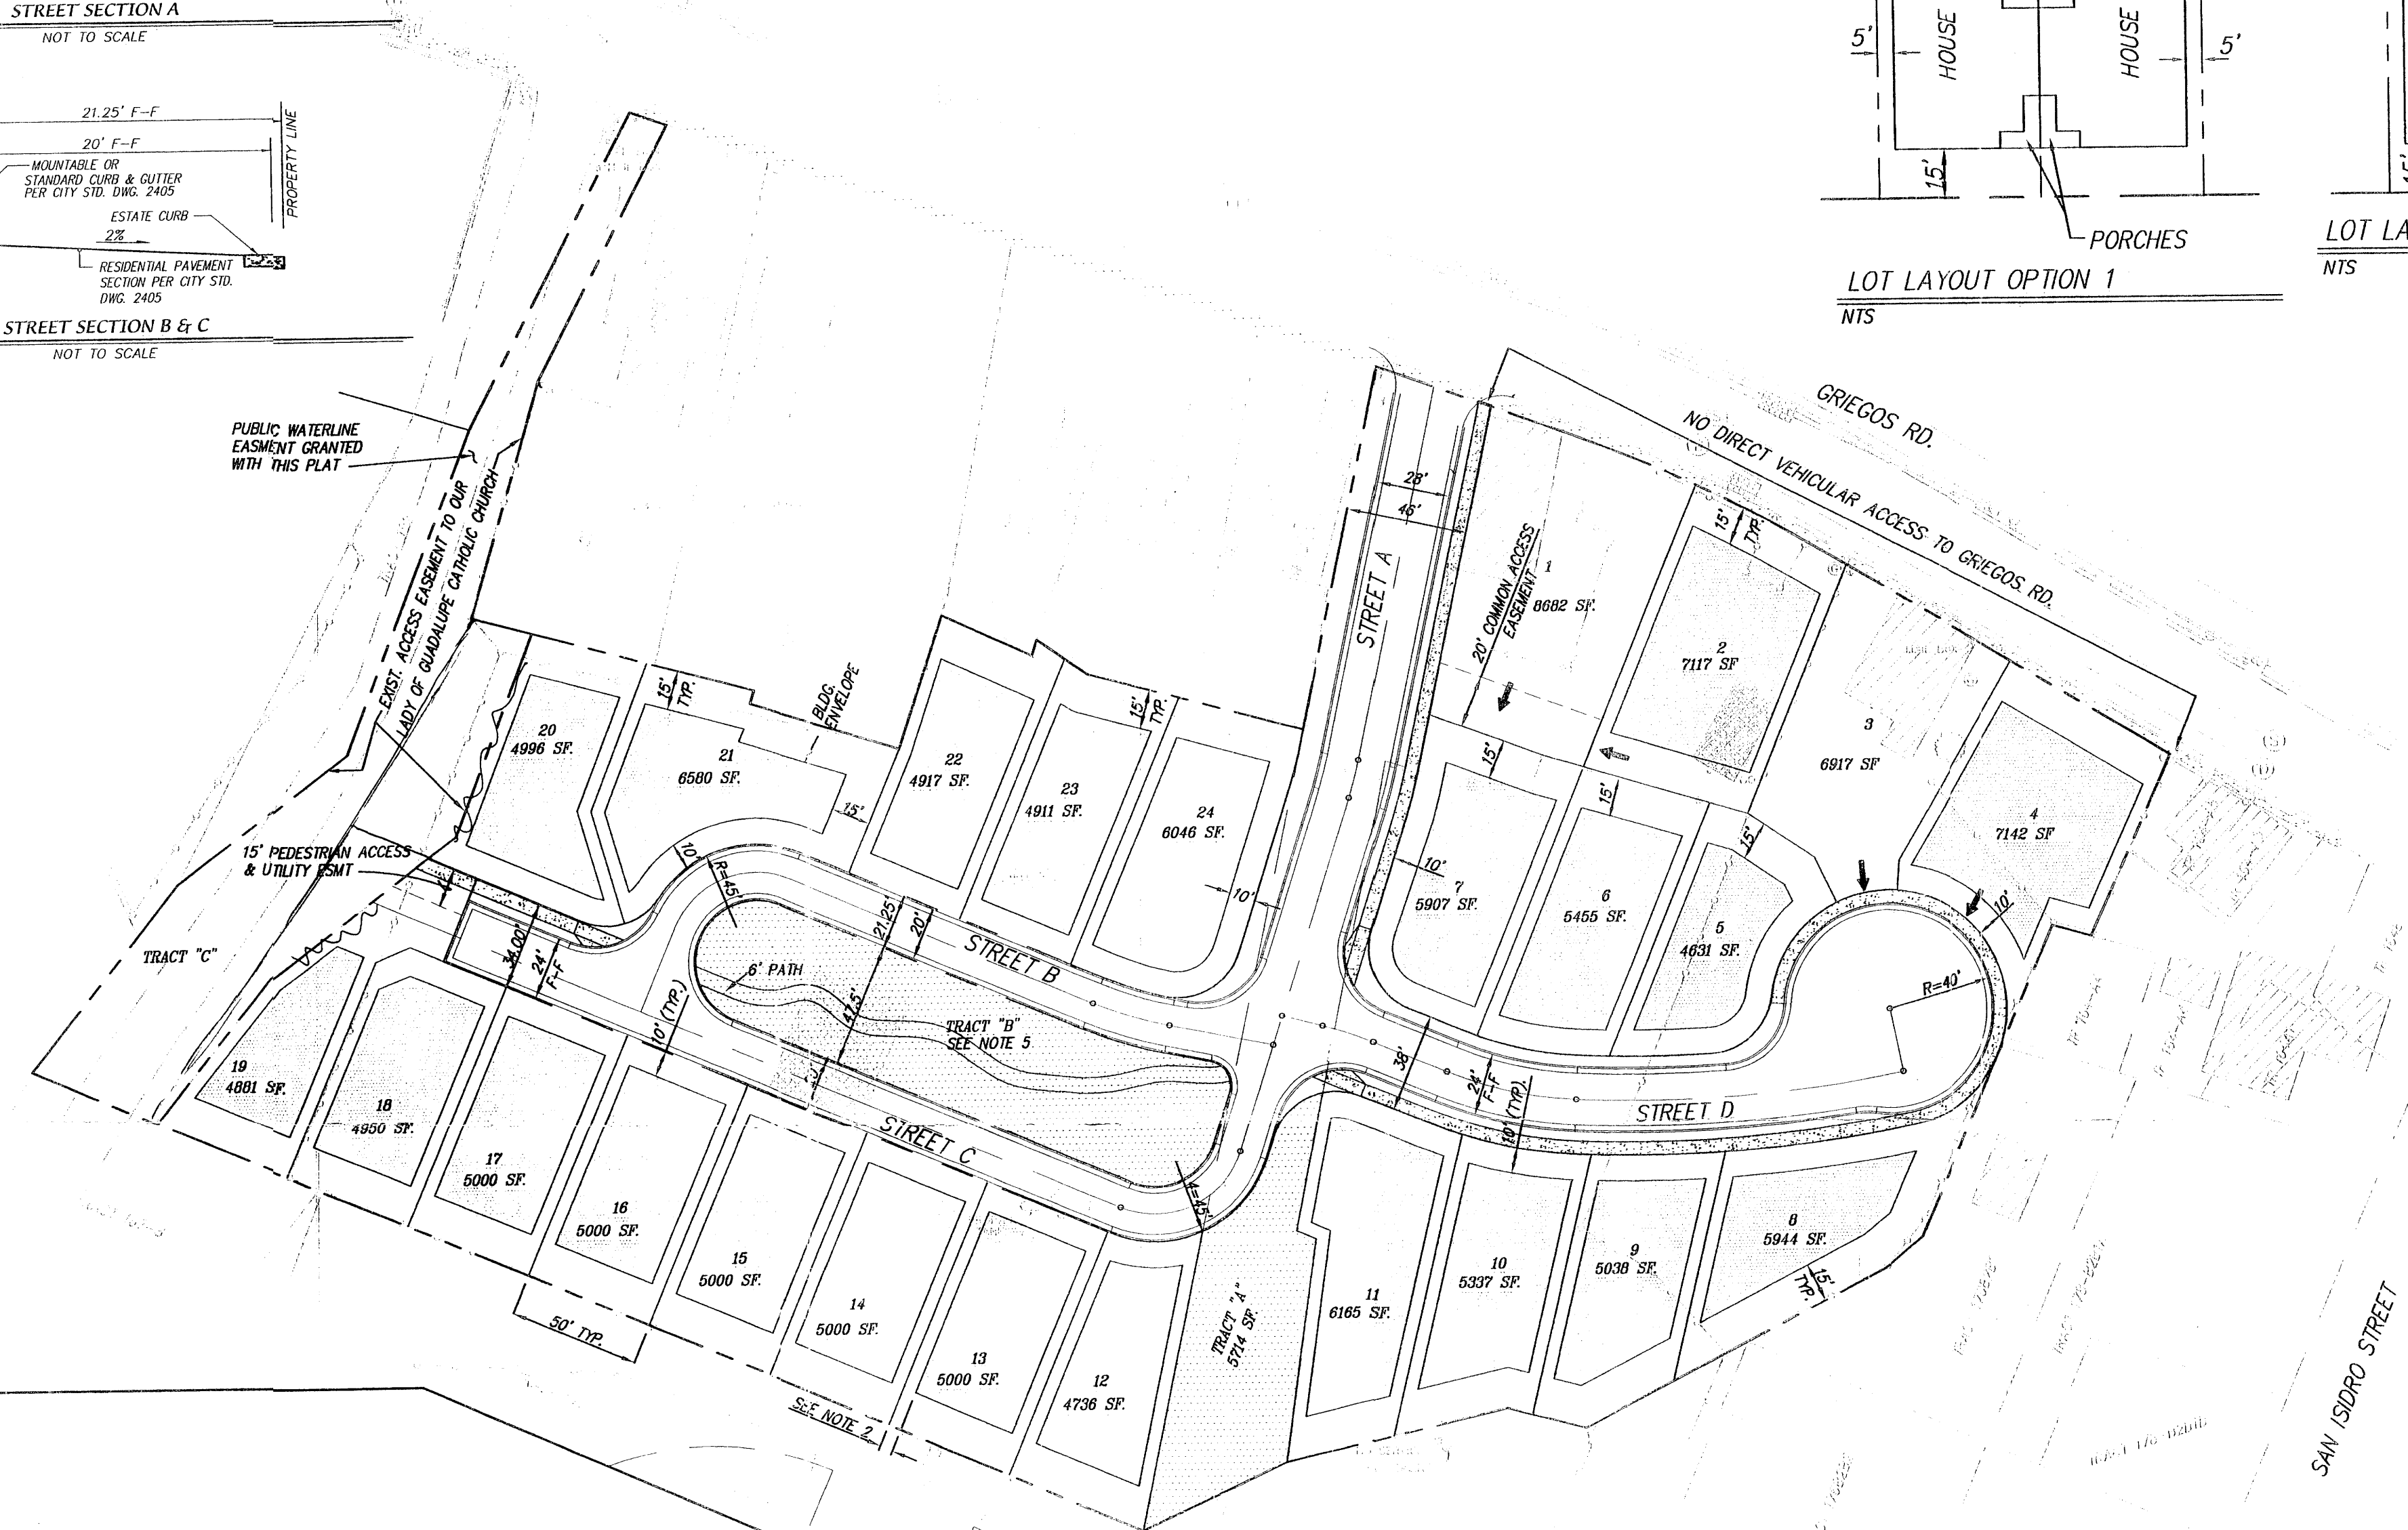 STREET SECTION A
NOT TO SCALE
21.25' F-F
20' F-F
MOUNTABLE OR
STANDARD CURB & GUTTER
PER CITY STD. DWG. 2405
PROPERTY LINE
ESTATE CURB
2%
RESIDENTIAL PAVEMENT
SECTION PER CITY STD.
DWG. 2405
STREET SECTION B & C
NOT TO SCALE
5'
HOUSE
HOUSE
5'
15'
PORCHES
LOT LAYOUT OPTION 1
NTS
15'
LOT LA
NTS
PUBLIC WATERLINE
EASMENT GRANTED
WITH THIS PLAT
EXIST. ACCESS EASEMENT TO OUR
LADY OF GUADALUPE CATHOLIC CHURCH
GRIEGOS RD.
NO DIRECT VEHICULAR ACCESS TO GRIEGOS RD.
28'
46'
STREET A
20' COMMON ACCESS
EASEMENT
1
8682 SF.
15'
TYP.
2
7117 SF
3
6917 SF
4
7142 SF
20
4996 SF.
15'
TYP.
21
6580 SF.
BLDG.
ENVELOPE
15'
22
4917 SF.
23
4911 SF.
15'
TYP.
24
6046 SF.
10'
15'
10'
7
5907 SF.
15'
6
5455 SF.
15'
5
4631 SF.
10'
R=40'
15' PEDESTRIAN ACCESS
& UTILITY ESMT
TRACT "C"
10'
R=45'
34.00'
24'
F-F
21.25'
20'
STREET B
6' PATH
47.5'
10' (TYP.)
TRACT "B"
SEE NOTE 5
STREET C
38'
24'
F-F
10' (TYP).
STREET D
19
4881 SF.
18
4950 SF.
17
5000 SF.
16
5000 SF.
15
5000 SF.
14
5000 SF.
13
5000 SF.
12
4736 SF.
TRACT "A"
5714 SF.
11
6165 SF.
10
5337 SF.
9
5038 SF.
8
5944 SF.
15'
TYP.
50' TYP.
SEE NOTE 2
SAN ISIDRO STREET